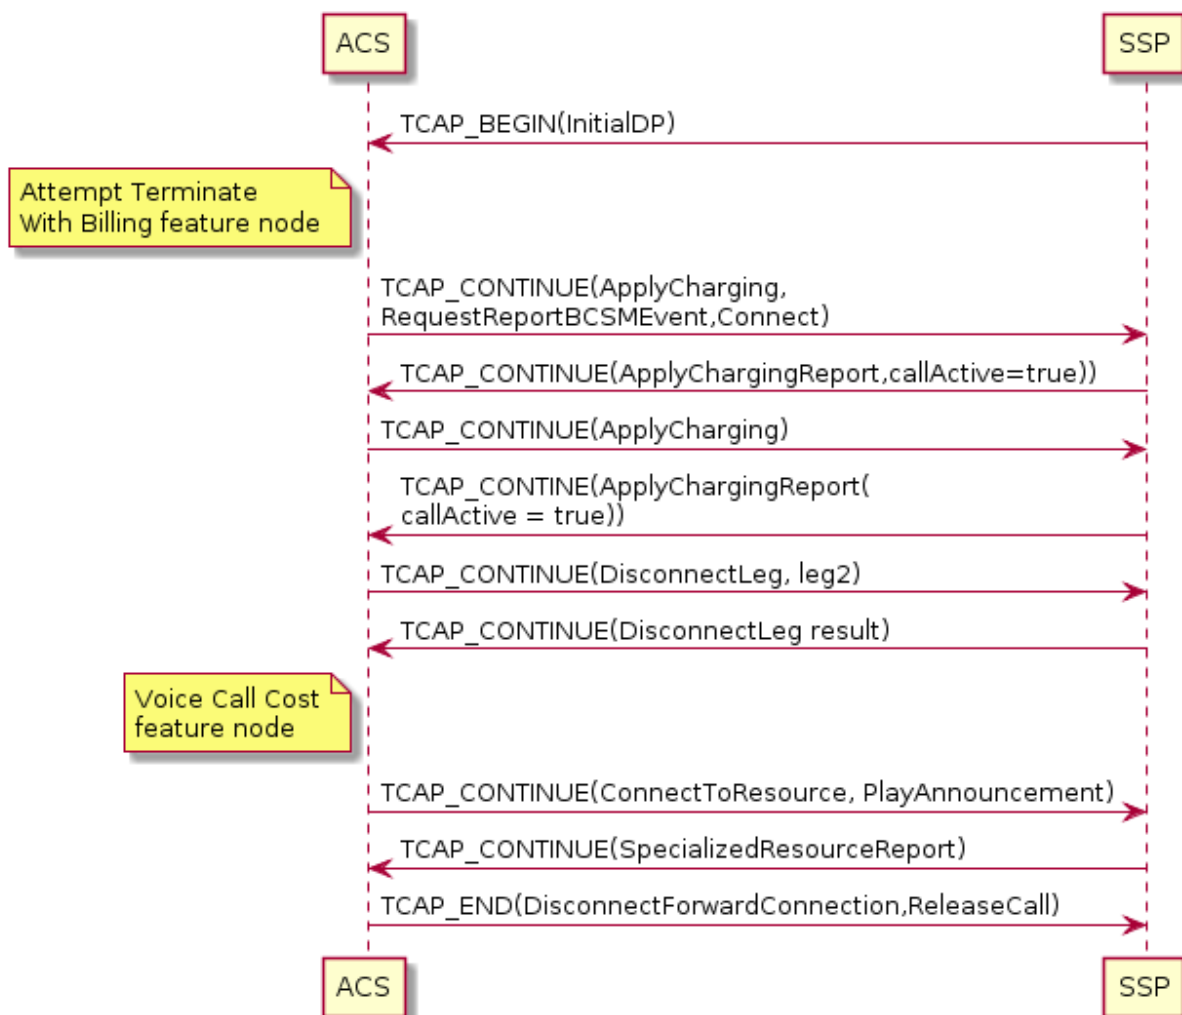 ACS
SSP
TCAP_BEGIN(InitialDP)
Attempt Terminate
With Billing feature node
TCAP_CONTINUE(ApplyCharging,
RequestReportBCSMEvent,Connect)
TCAP_CONTINUE(ApplyChargingReport,callActive=true))
TCAP_CONTINUE(ApplyCharging)
TCAP_CONTINE(ApplyChargingReport(
callActive = true))
TCAP_CONTINUE(DisconnectLeg, leg2)
TCAP_CONTINUE(DisconnectLeg result)
Voice Call Cost
feature node
TCAP_CONTINUE(ConnectToResource, PlayAnnouncement)
TCAP_CONTINUE(SpecializedResourceReport)
TCAP_END(DisconnectForwardConnection,ReleaseCall)
ACS
SSP